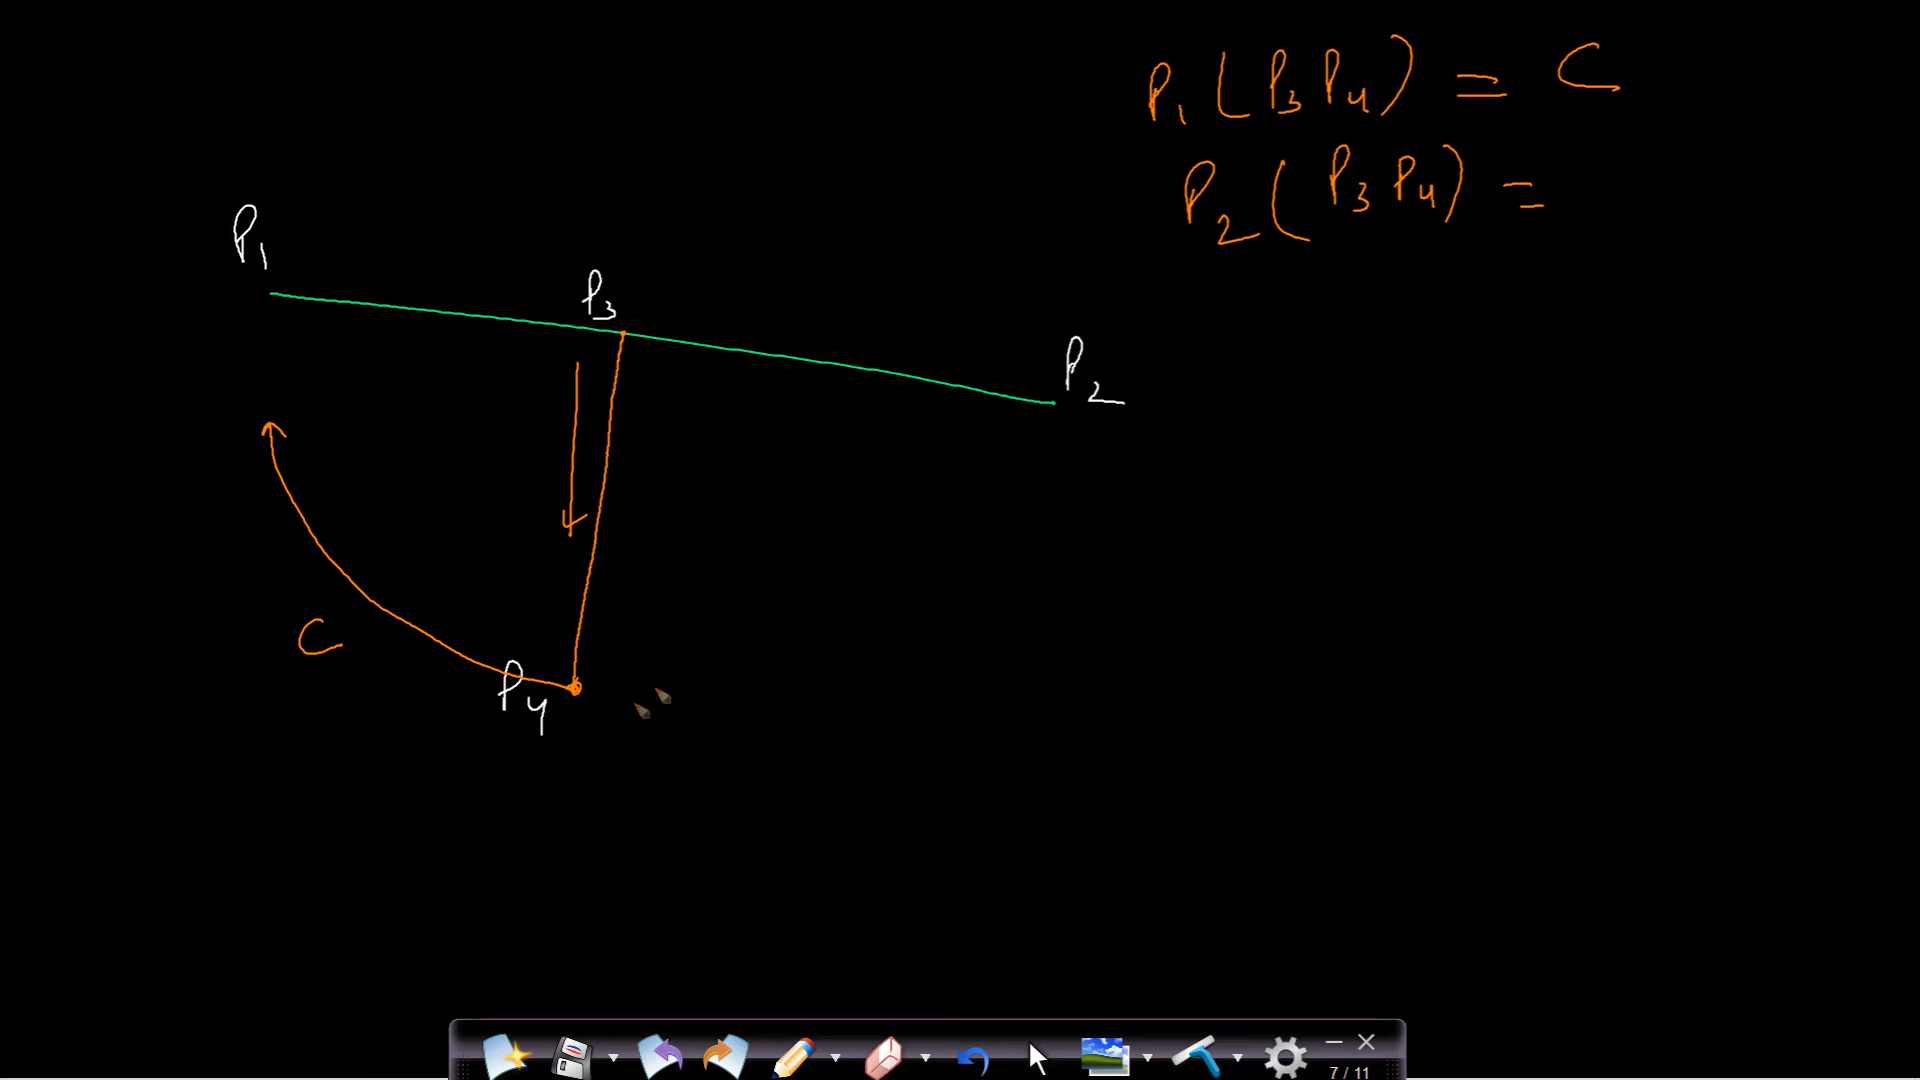 P₁ (P₃ P₄) = C
P₂ (P₃ P₄) =
P₁
P₃
P₂
C
P₄
7 / 11